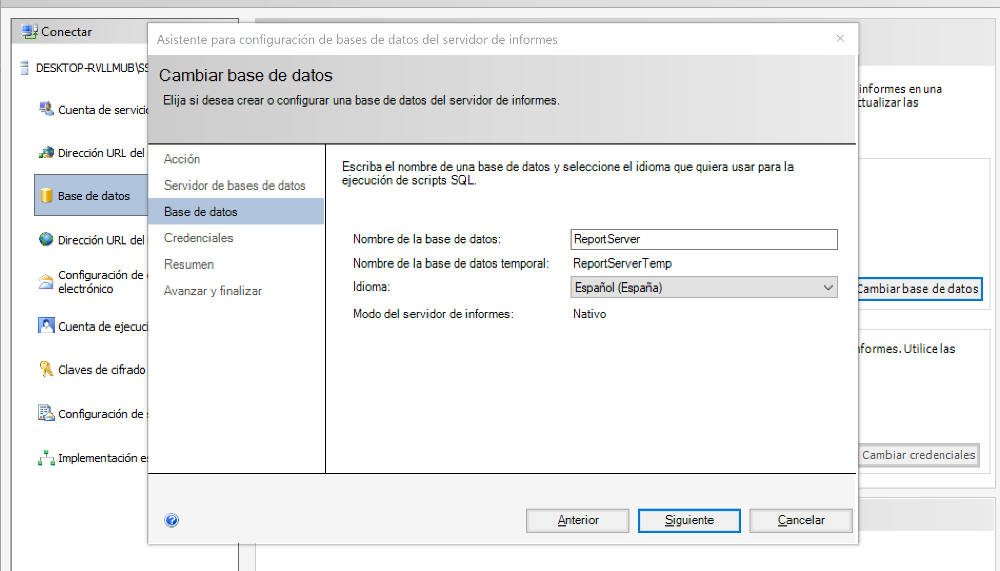 Conectar
DESKTOP-RVLLMUB\SS
Cuenta de servicio
Dirección URL del
Base de datos
Dirección URL del
Configuración de
electrónico
Cuenta de ejecuci
Claves de cifrado
Configuración de
Implementación es
Asistente para configuración de bases de datos del servidor de informes
Cambiar base de datos
Elija si desea crear o configurar una base de datos del servidor de informes.
Acción
Servidor de bases de datos
Base de datos
Credenciales
Resumen
Avanzar y finalizar
Escriba el nombre de una base de datos y seleccione el idioma que quiera usar para la
ejecución de scripts SQL.
Nombre de la base de datos: ReportServer
Nombre de la base de datos temporal: ReportServerTemp
Idioma: Español (España)
Modo del servidor de informes: Nativo
Anterior Siguiente Cancelar
informes en una
ctualizar las
Cambiar base de datos
nformes. Utilice las
Cambiar credenciales